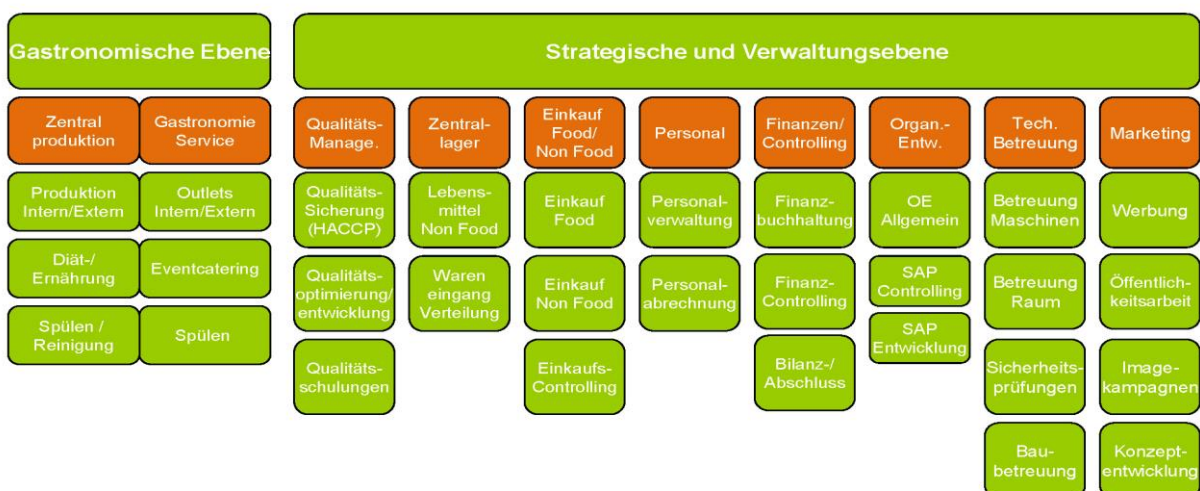 Gastronomische Ebene
Strategische und Verwaltungsebene
Zentral
produktion
Gastronomie
Service
Qualitäts-
Manage.
Zentral-
lager
Einkauf
Food/
Non Food
Personal
Finanzen/
Controlling
Organ.-
Entw.
Tech.
Betreuung
Marketing
Produktion
Intern/Extern
Outlets
Intern/Extern
Qualitäts-
Sicherung
(HACCP)
Lebens-
mittel
Non Food
Einkauf
Food
Personal-
verwaltung
Finanz-
buchhaltung
OE
Allgemein
Betreuung
Maschinen
Werbung
Diät-/
Ernährung
Eventcatering
Qualitäts-
optimierung/
entwicklung
Waren
eingang
Verteilung
Einkauf
Non Food
Personal-
abrechnung
Finanz-
Controlling
SAP
Controlling
Betreuung
Raum
Öffentlich-
keitsarbeit
Spülen /
Reinigung
Spülen
Qualitäts-
schulungen
Einkaufs-
Controlling
Bilanz-/
Abschluss
SAP
Entwicklung
Sicherheits-
prüfungen
Image-
kampagnen
Bau-
betreuung
Konzept-
entwicklung